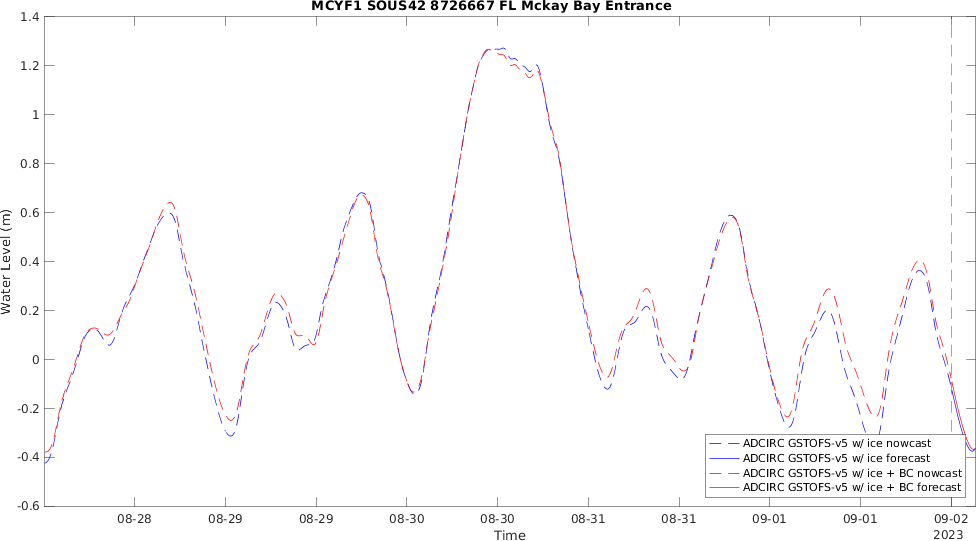 MCYF1 SOUS42 8726667 FL Mckay Bay Entrance
1.4
1.2
1
0.8
0.6
0.4
0.2
0
-0.2
-0.4
-0.6
Water Level (m)
ADCIRC GSTOFS-v5 w/ ice nowcast
ADCIRC GSTOFS-v5 w/ ice forecast
ADCIRC GSTOFS-v5 w/ ice + BC nowcast
ADCIRC GSTOFS-v5 w/ ice + BC forecast
08-28 08-29 08-29 08-30 08-30 08-31 08-31 09-01 09-01 09-02
Time 2023